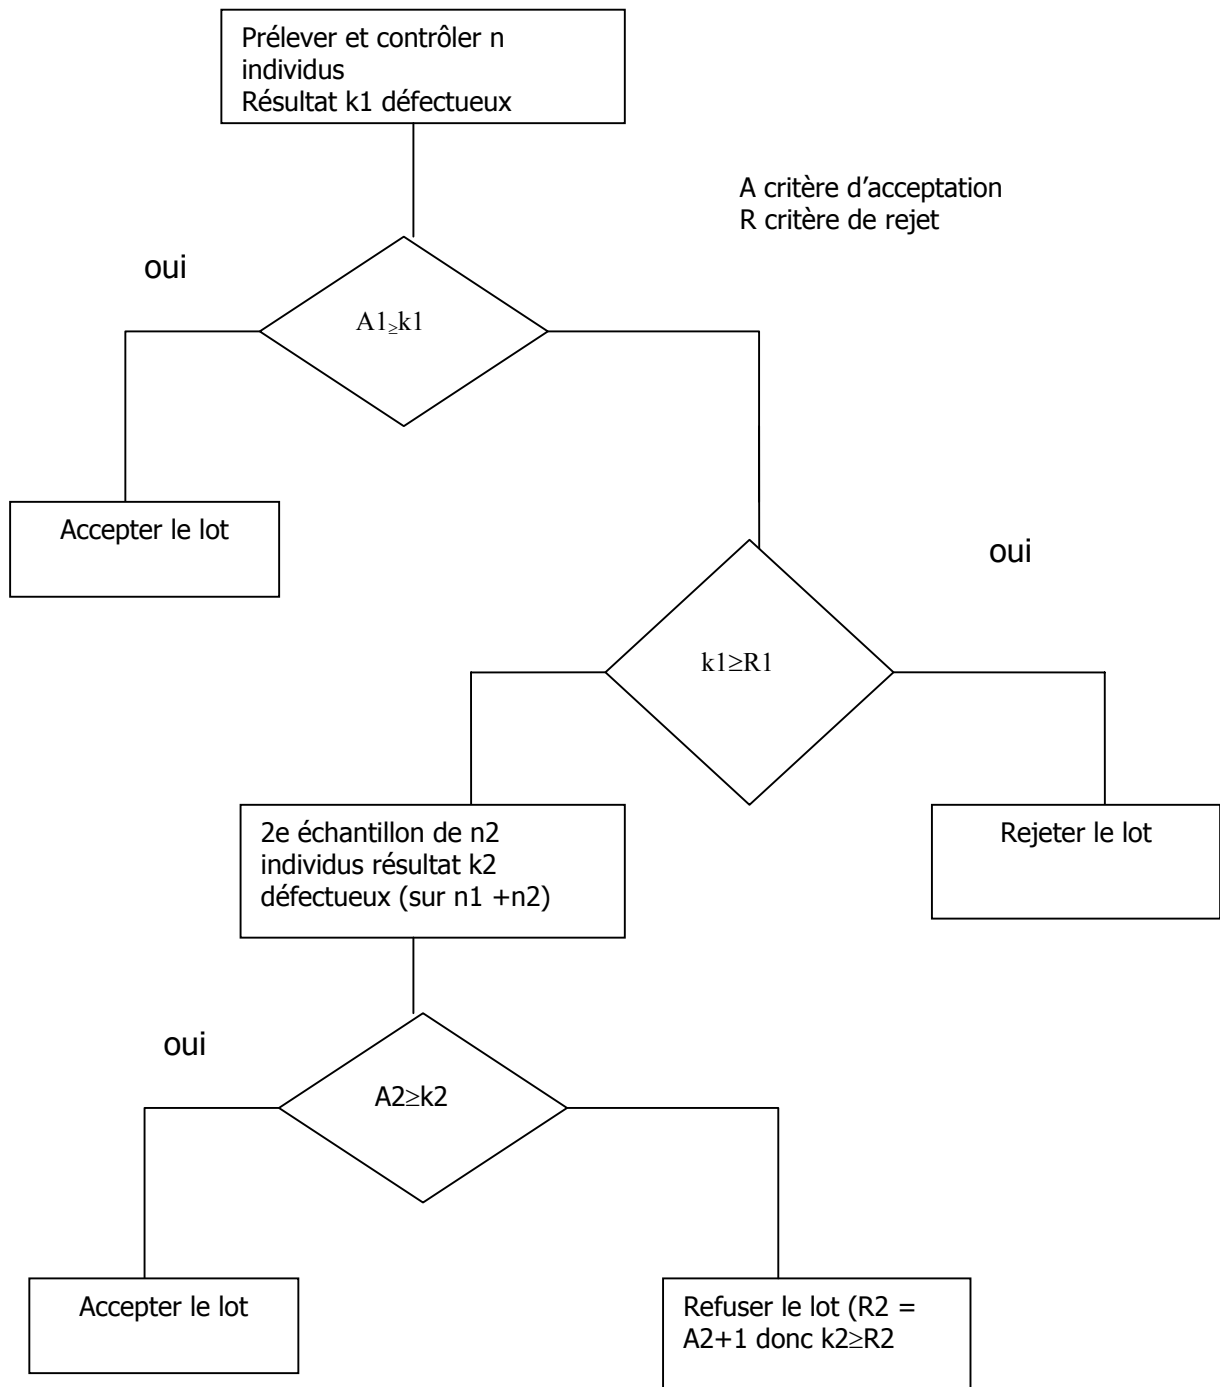 Prélever et contrôler n
individus
Résultat k1 défectueux
A critère d'acceptation
R critère de rejet
oui
A1≥k1
Accepter le lot
oui
k1≥R1
2e échantillon de n2
individus résultat k2
défectueux (sur n1 +n2)
Rejeter le lot
oui
A2≥k2
Accepter le lot
Refuser le lot (R2 =
A2+1 donc k2≥R2